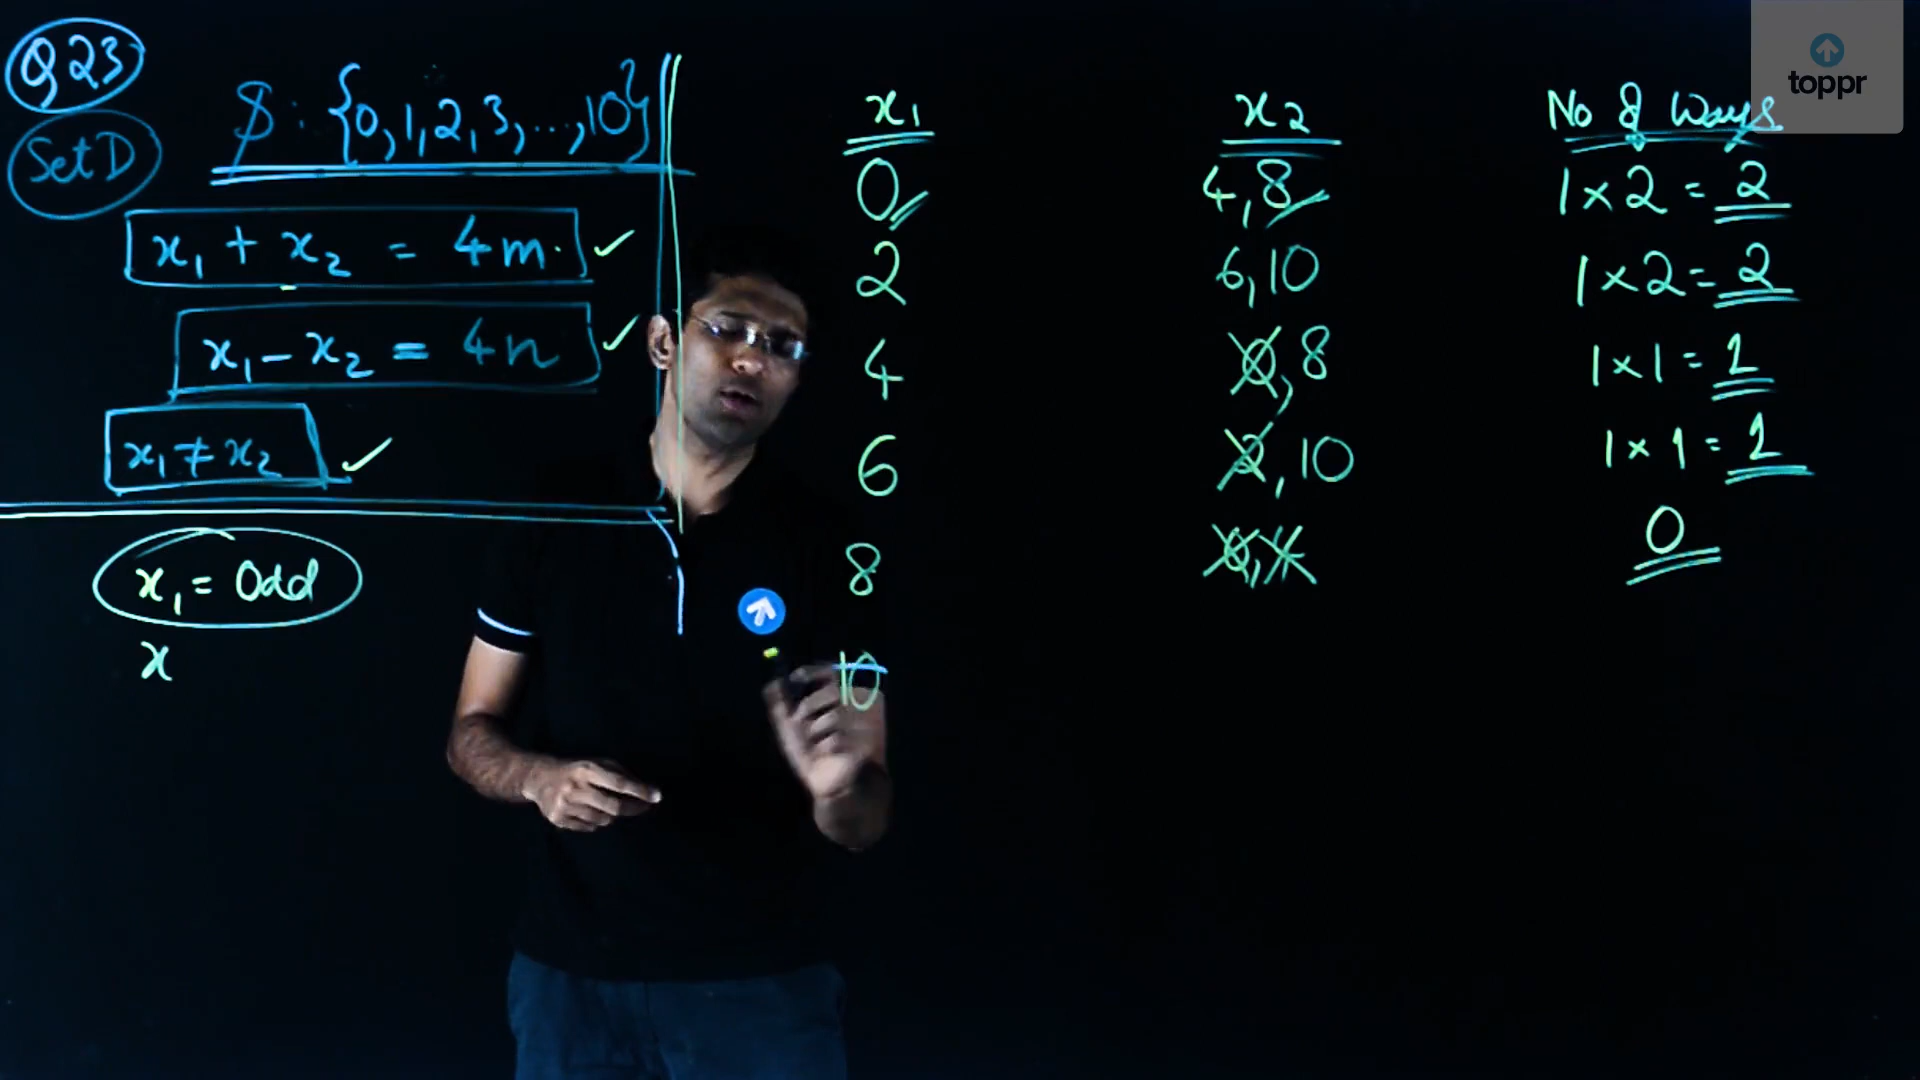 Q 23
Set D
S : {0, 1, 2, 3, ..., 10}
x₁ + x₂ = 4m. ✓
x₁ - x₂ = 4n ✓
x₁ ≠ x₂ ✓
x₁ = Odd
x
x₁ x₂ No of Ways
0 4, 8 1 × 2 = 2
2 6, 10 1 × 2 = 2
4 0, 8 1 × 1 = 1
6 2, 10 1 × 1 = 1
8 0
10
toppr